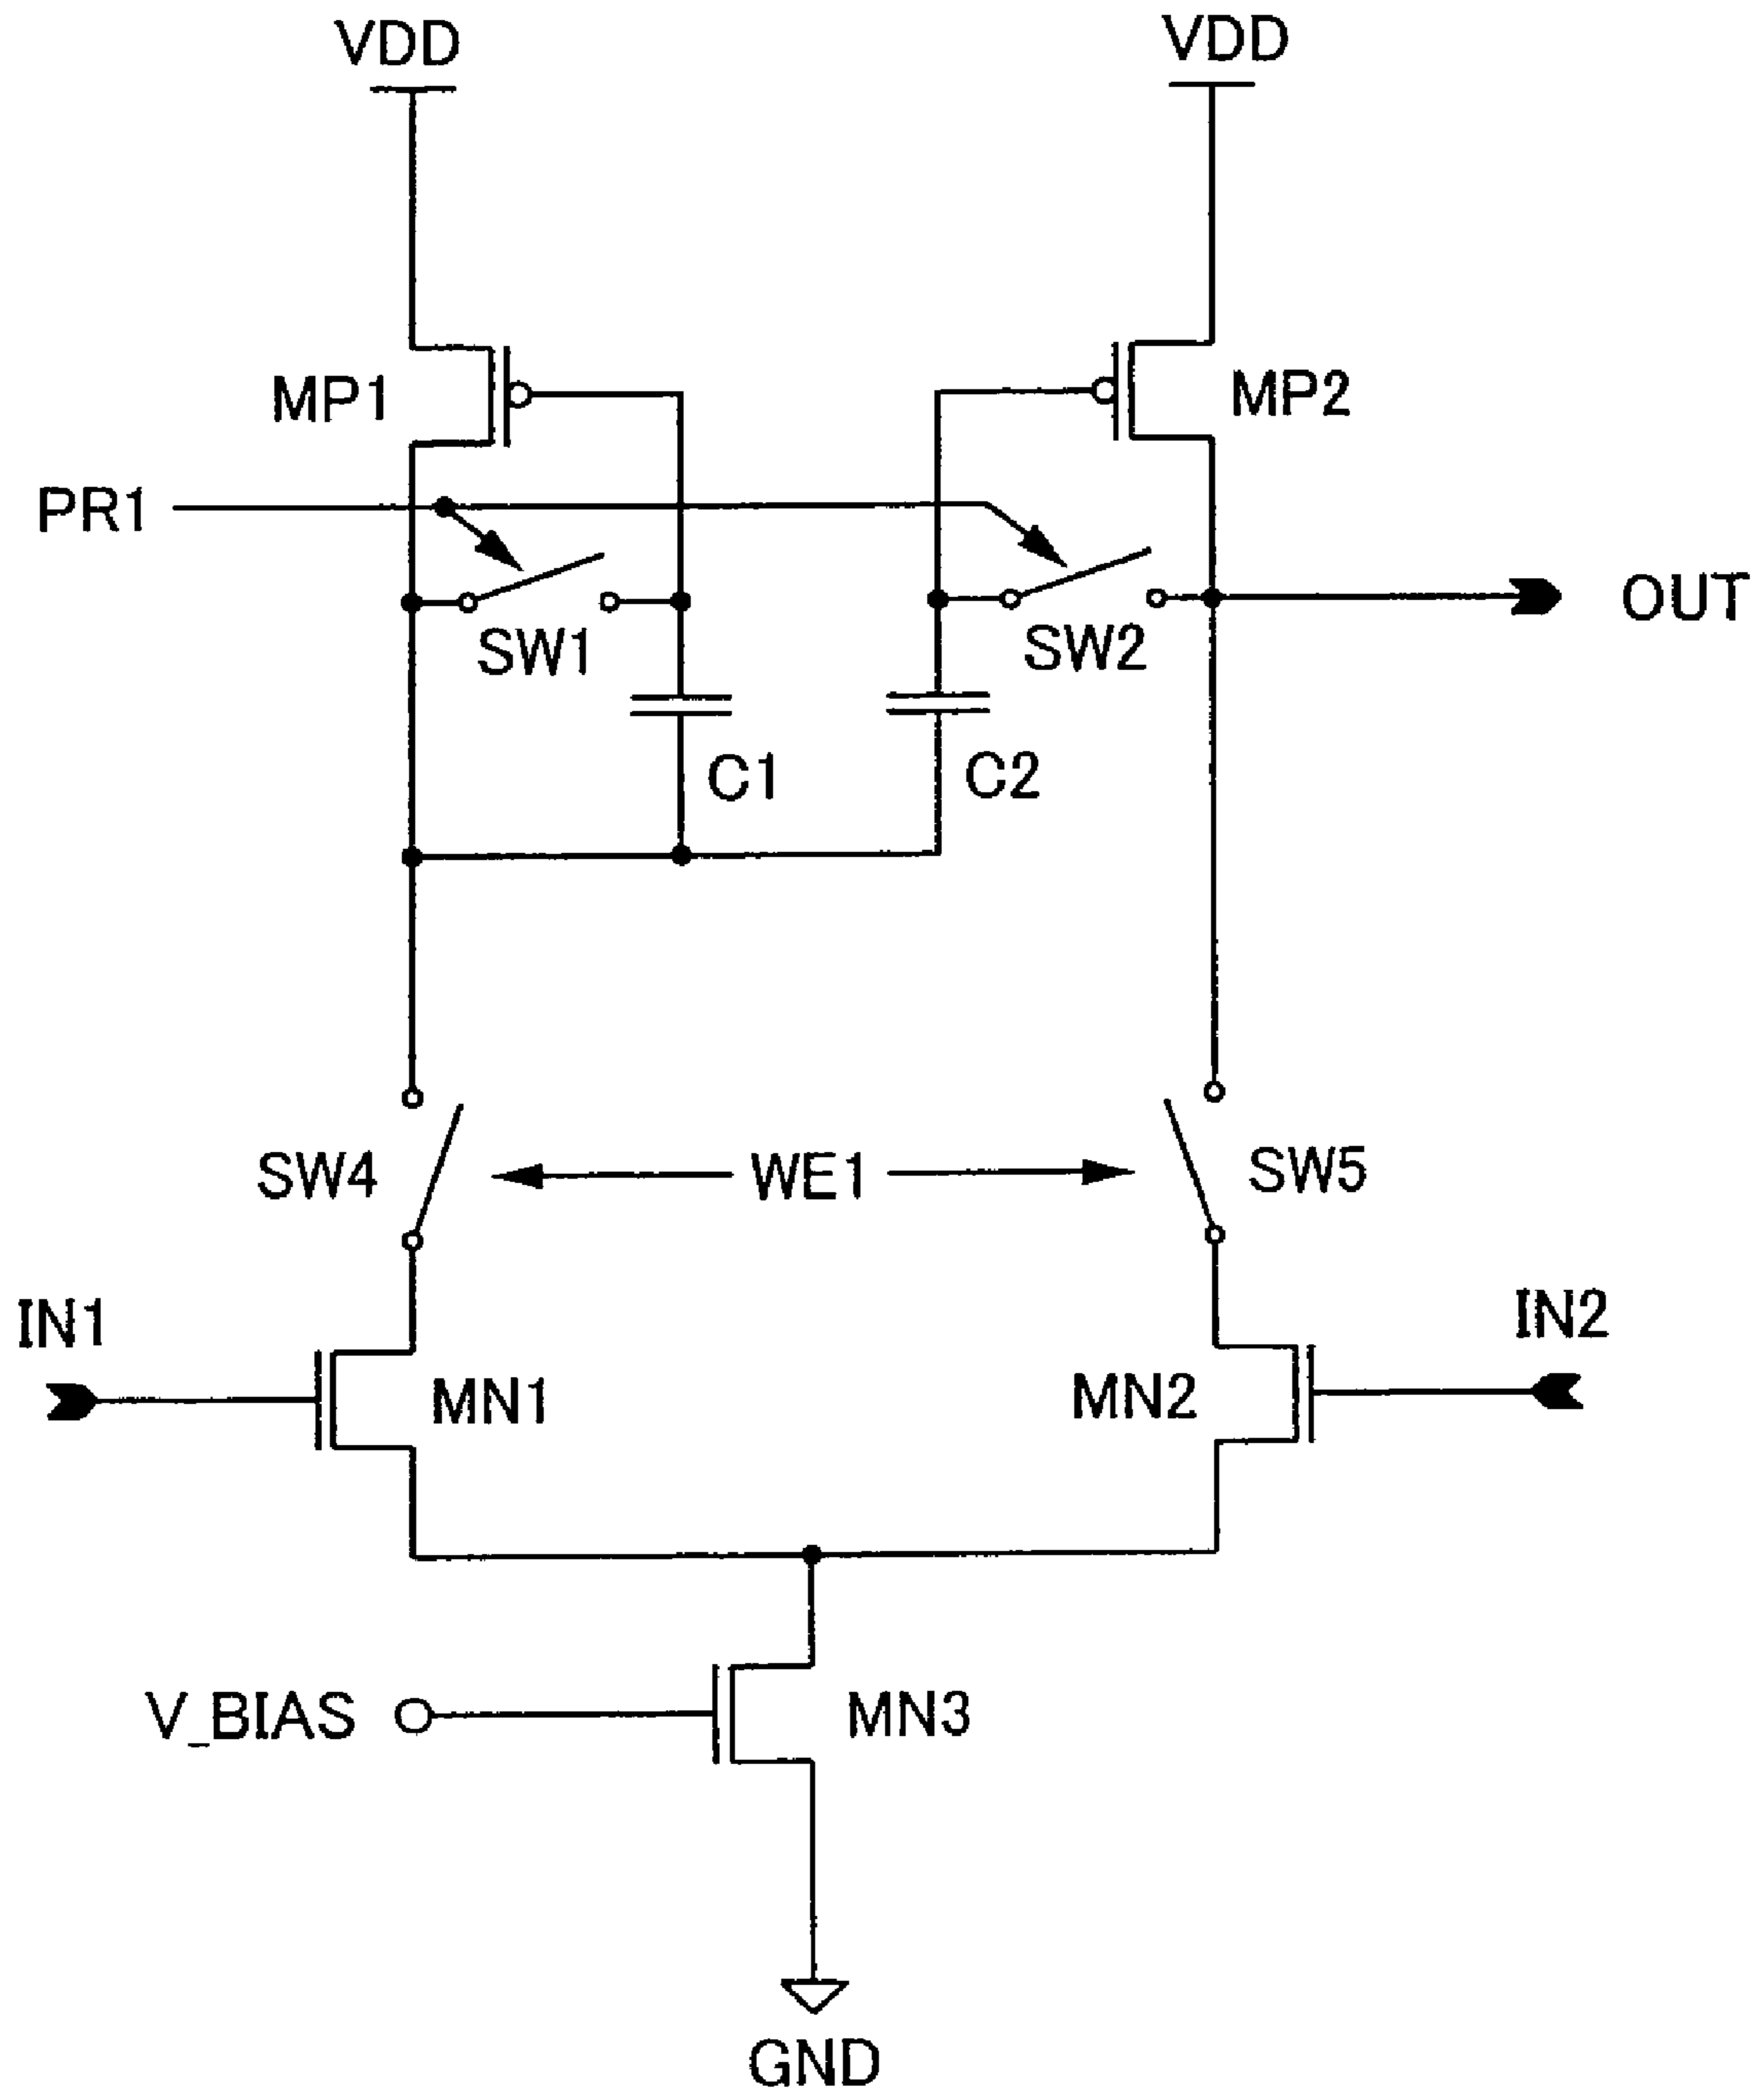 VDD
VDD
MP1
MP2
PR1
OUT
SW1
SW2
C1
C2
SW4
WE1
SW5
IN1
IN2
MN1
MN2
V_BIAS
MN3
GND